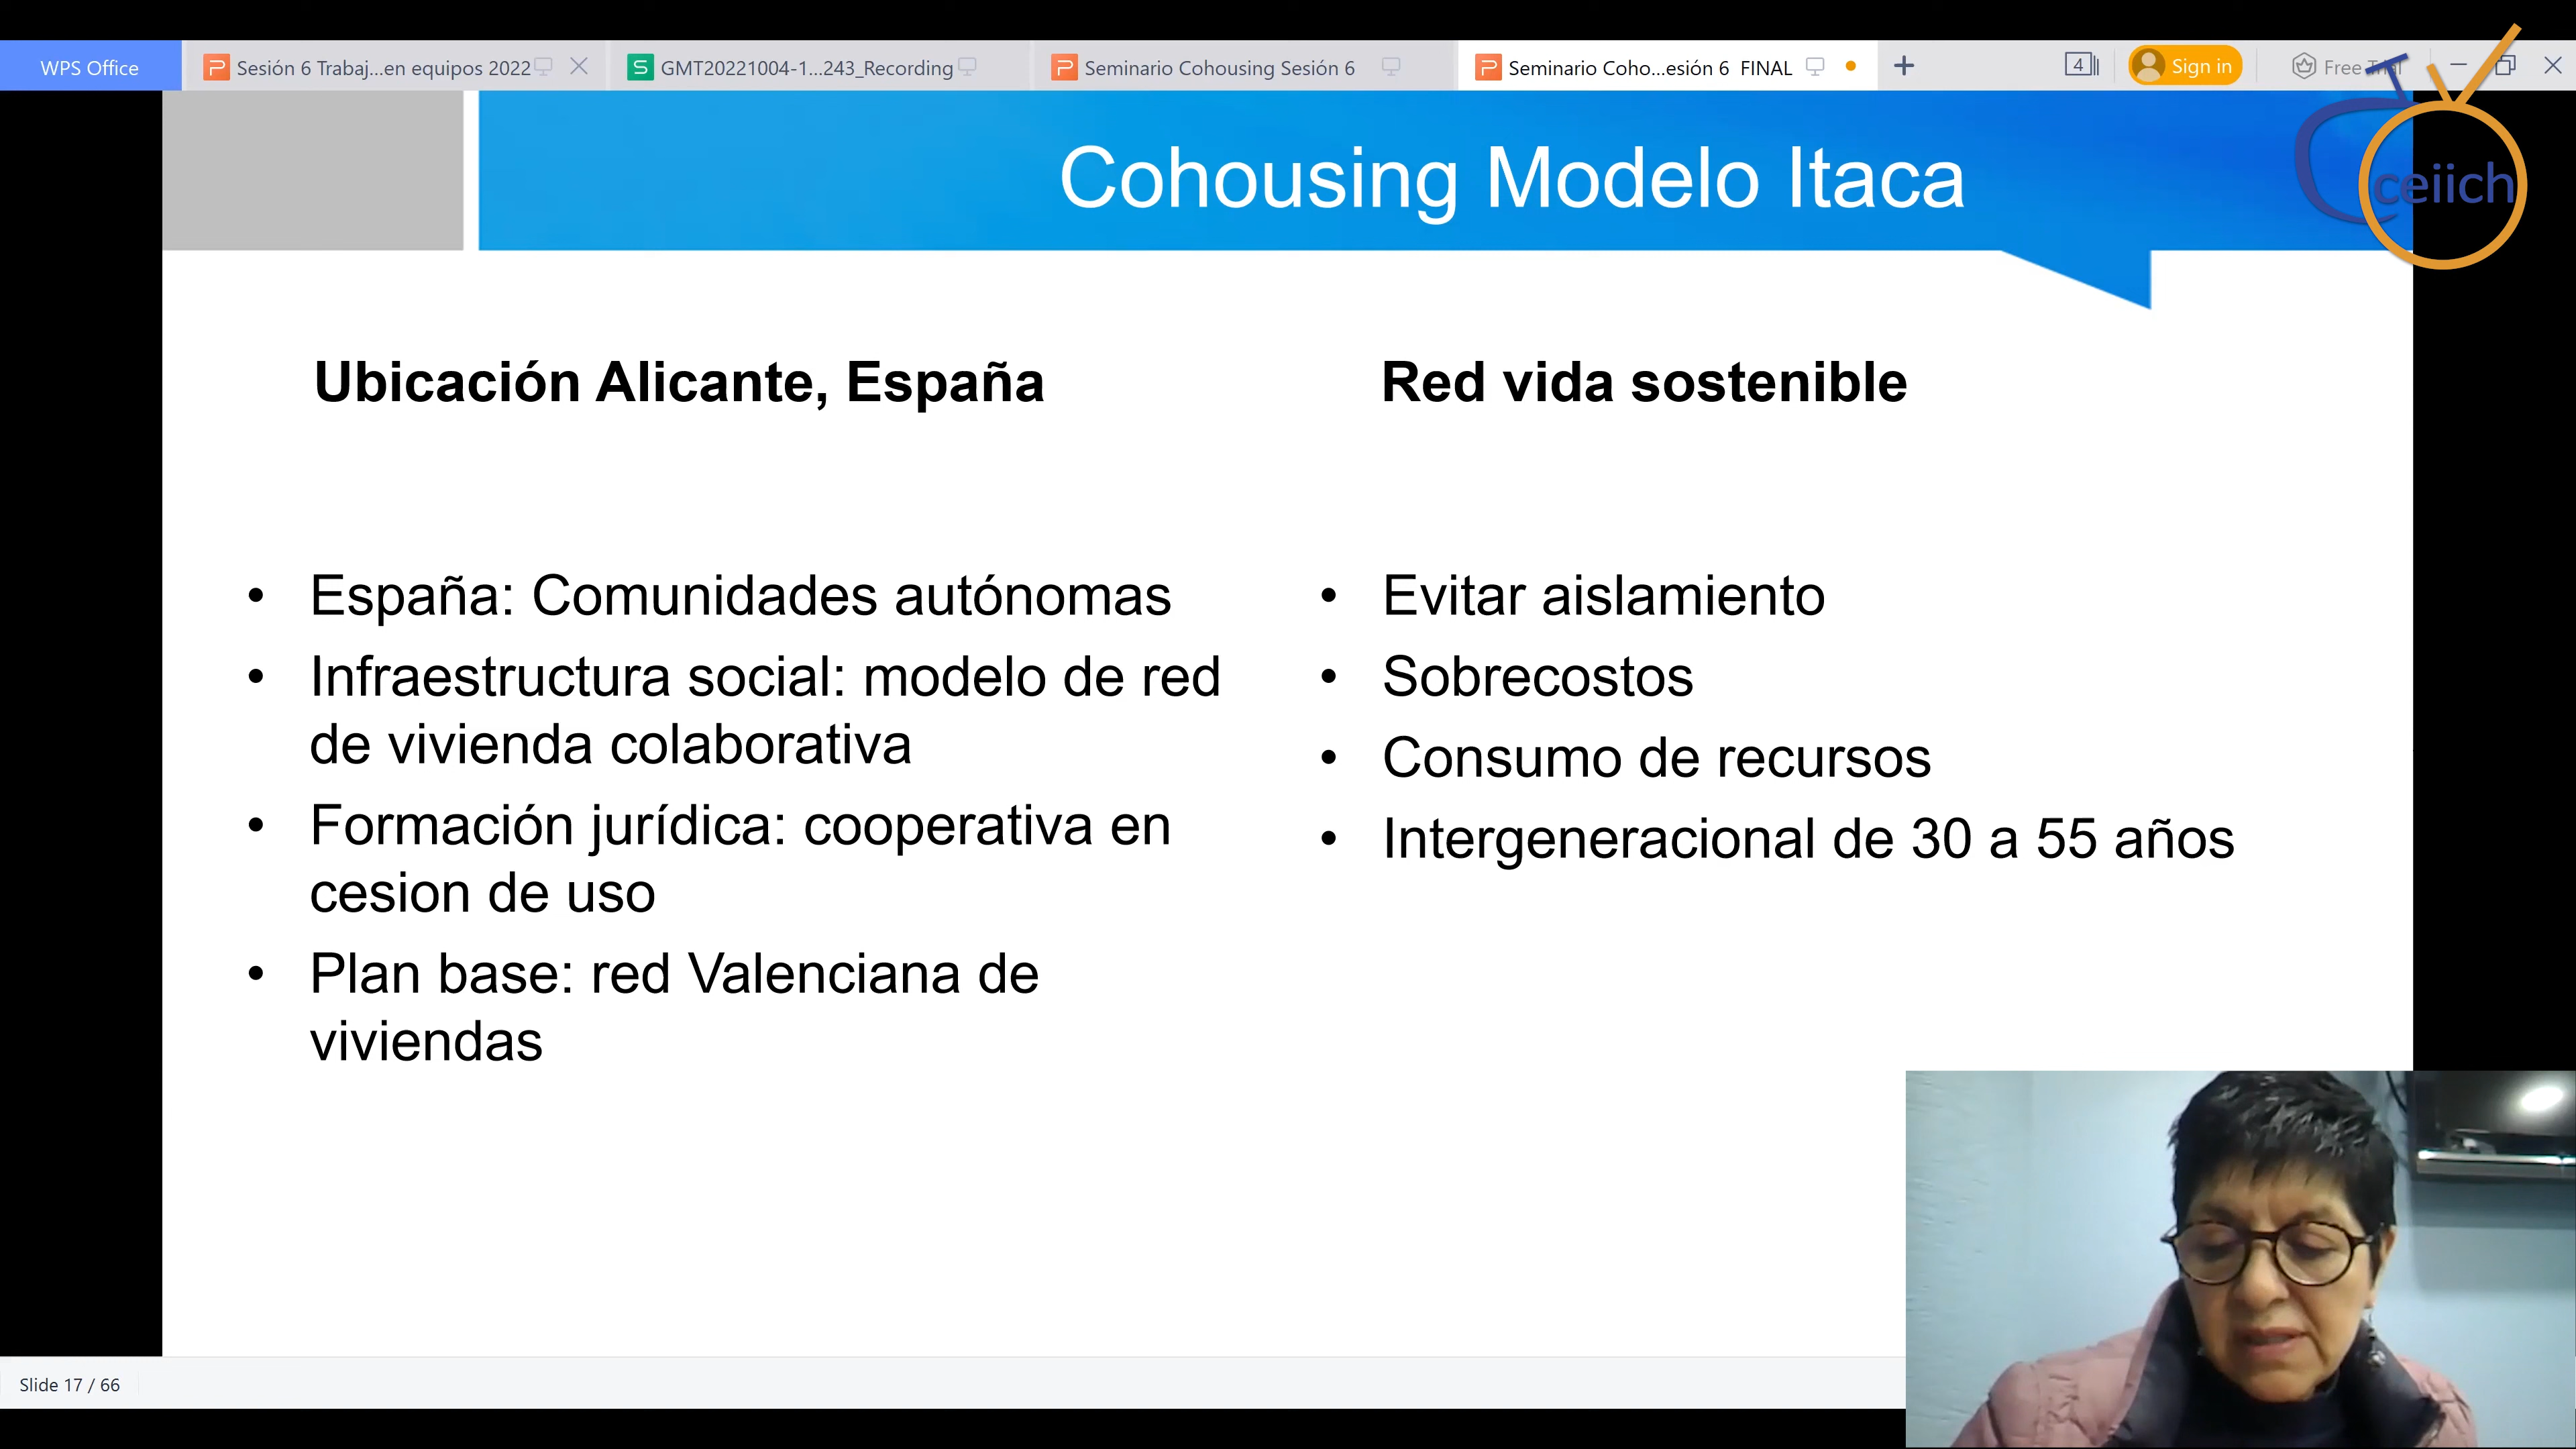 WPS Office
Sesión 6 Trabaj...en equipos 2022
GMT20221004-1...243_Recording
Seminario Cohousing Sesión 6
Seminario Coho...esión 6 FINAL
4
Sign in
Free Trial
ceiich
Cohousing Modelo Itaca
Ubicación Alicante, España
• España: Comunidades autónomas
• Infraestructura social: modelo de red
de vivienda colaborativa
• Formación jurídica: cooperativa en
cesion de uso
• Plan base: red Valenciana de
viviendas
Red vida sostenible
• Evitar aislamiento
• Sobrecostos
• Consumo de recursos
• Intergeneracional de 30 a 55 años
Slide 17 / 66